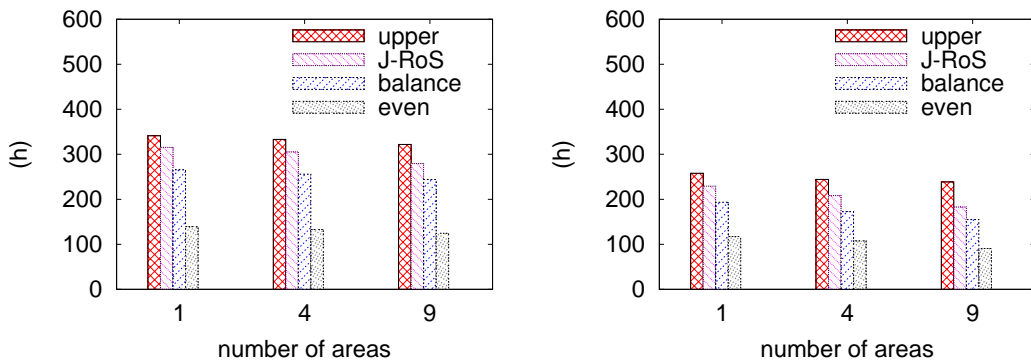 600
500
400
300
200
100
0
(h)
upper
J-RoS
balance
even
1 4 9
number of areas
600
500
400
300
200
100
0
(h)
upper
J-RoS
balance
even
1 4 9
number of areas